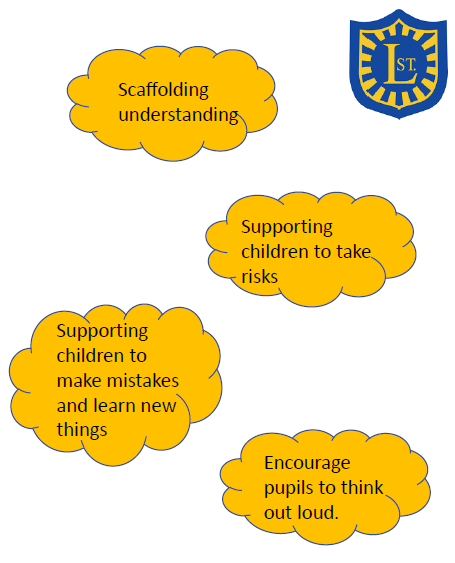 L ST.
Scaffolding
understanding
Supporting
children to take
risks
Supporting
children to
make mistakes
and learn new
things
Encourage
pupils to think
out loud.